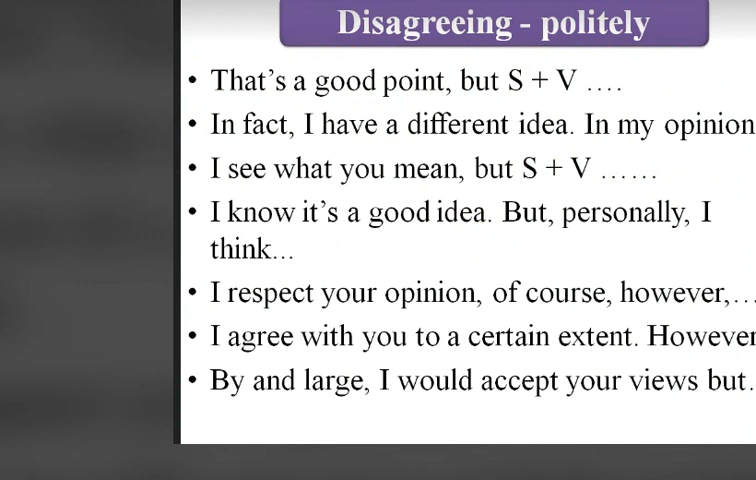 Disagreeing - politely
• That's a good point, but S + V ….
• In fact, I have a different idea. In my opinion
• I see what you mean, but S + V ……
• I know it's a good idea. But, personally, I
think...
• I respect your opinion, of course, however,…
• I agree with you to a certain extent. However
• By and large, I would accept your views but.